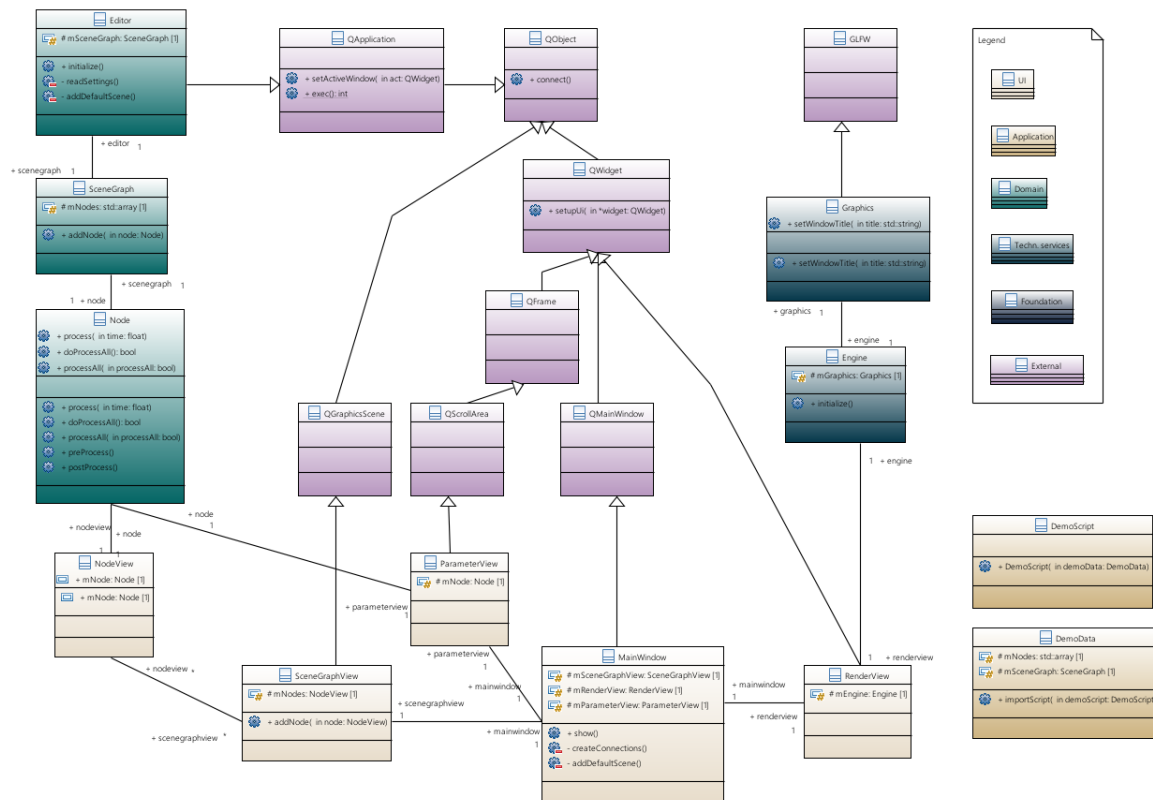 Editor
# mSceneGraph: SceneGraph [1]
+ initialize()
- readSettings()
- addDefaultScene()
QApplication
+ setActiveWindow( in act: QWidget)
+ exec(): int
QObject
+ connect()
GLFW
Legend
UI
Application
Domain
Techn. services
Foundation
External
+ editor
1
+ scenegraph
1
SceneGraph
# mNodes: std::array [1]
+ addNode( in node: Node)
QWidget
+ setupUi( in *widget: QWidget)
Graphics
+ setWindowTitle( in title: std::string)
+ setWindowTitle( in title: std::string)
+ scenegraph
1
1
+ node
QFrame
+ graphics
1
+ engine
1
Node
+ process( in time: float)
+ doProcessAll(): bool
+ processAll( in processAll: bool)
+ process( in time: float)
+ doProcessAll(): bool
+ processAll( in processAll: bool)
+ preProcess()
+ postProcess()
Engine
# mGraphics: Graphics [1]
+ initialize()
QGraphicsScene
QScrollArea
QMainWindow
1
+ engine
+ node
1
+ nodeview
+ node
1
1
NodeView
+ mNode: Node [1]
+ mNode: Node [1]
ParameterView
# mNode: Node [1]
DemoScript
+ DemoScript( in demoData: DemoData)
+ parameterview
1
+ parameterview
1
+ nodeview
*
SceneGraphView
# mNodes: NodeView [1]
+ addNode( in node: NodeView)
+ scenegraphview
*
+ mainwindow
1
+ scenegraphview
1
+ mainwindow
1
MainWindow
# mSceneGraphView: SceneGraphView [1]
# mRenderView: RenderView [1]
# mParameterView: ParameterView [1]
+ show()
- createConnections()
- addDefaultScene()
+ mainwindow
1
+ renderview
1
1
+ renderview
RenderView
# mEngine: Engine [1]
DemoData
# mNodes: std::array [1]
# mSceneGraph: SceneGraph [1]
+ importScript( in demoScript: DemoScript